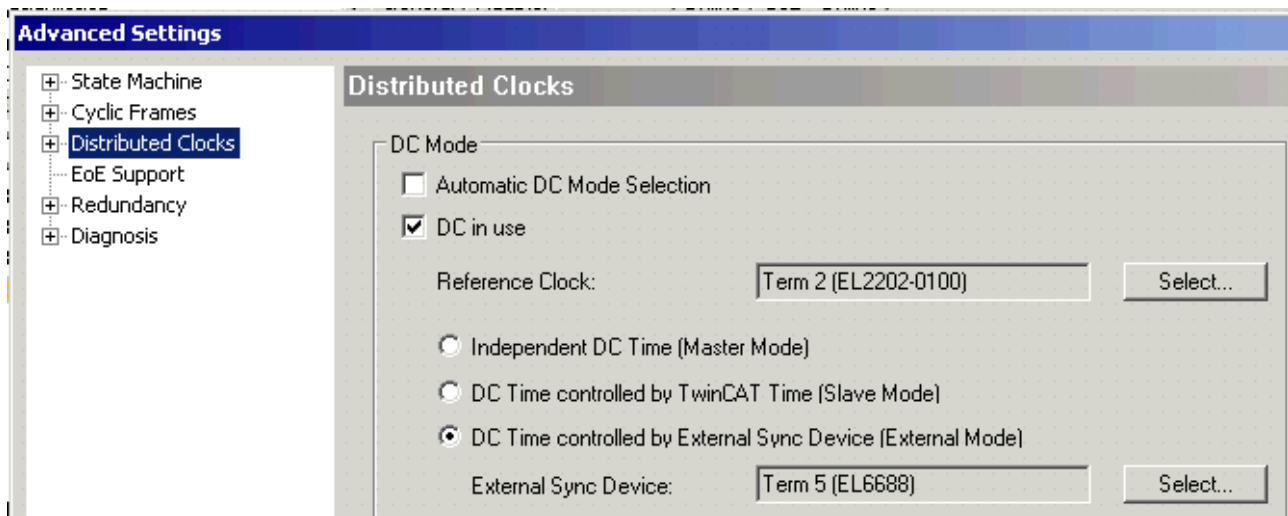 Advanced Settings
State Machine
Cyclic Frames
Distributed Clocks
EoE Support
Redundancy
Diagnosis
Distributed Clocks
DC Mode
Automatic DC Mode Selection
DC in use
Reference Clock:
Term 2 (EL2202-0100)
Select...
Independent DC Time (Master Mode)
DC Time controlled by TwinCAT Time (Slave Mode)
DC Time controlled by External Sync Device (External Mode)
External Sync Device:
Term 5 (EL6688)
Select...